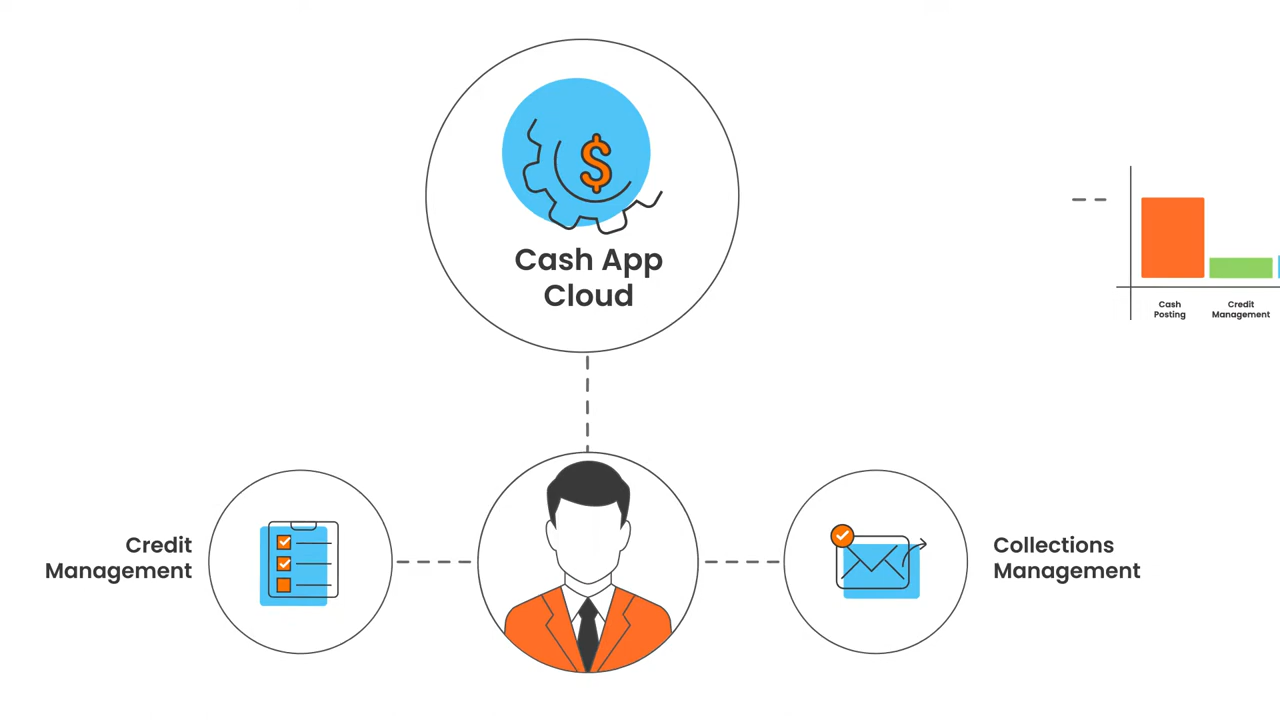 Cash App
Cloud
Cash
Posting
Credit
Management
Credit
Management
Collections
Management